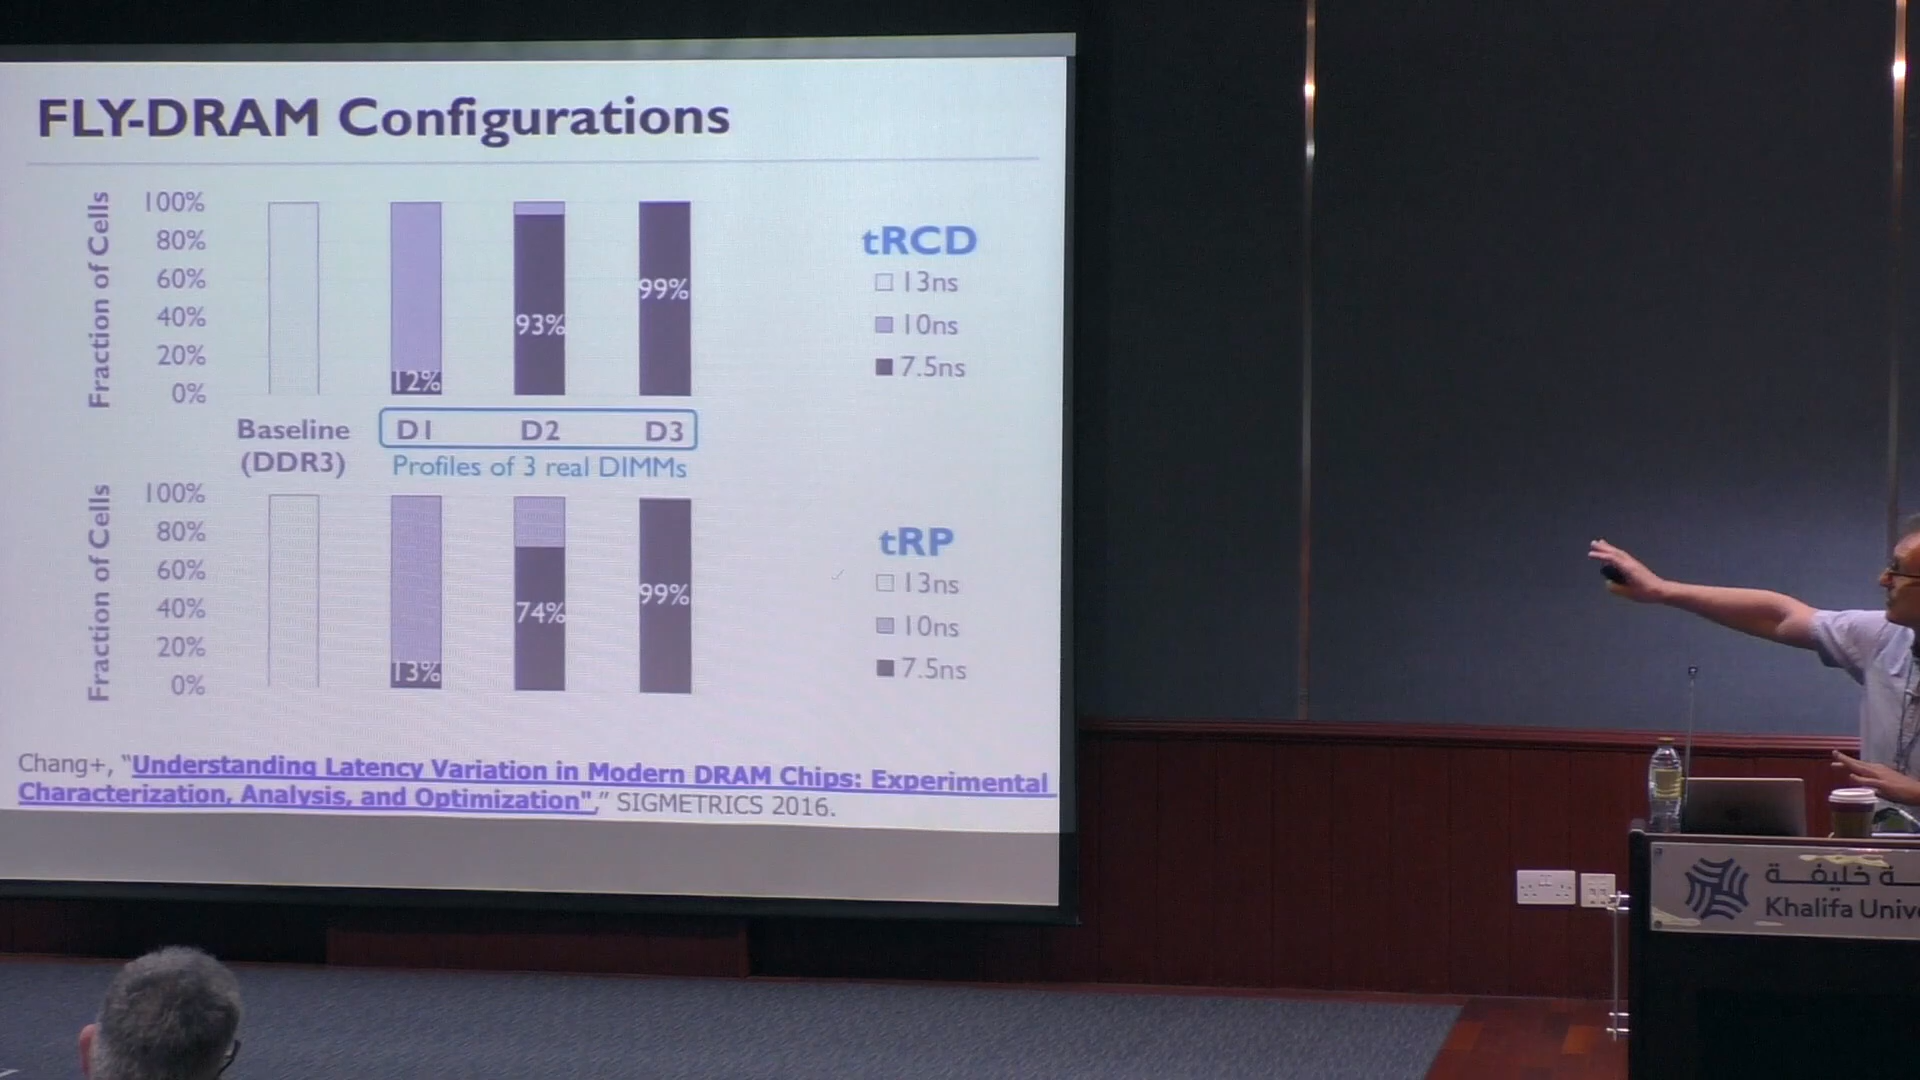 FLY-DRAM Configurations
Fraction of Cells
100%
80%
60%
40%
20%
0%
12%
93%
99%
tRCD
13ns
10ns
7.5ns
Baseline
(DDR3)
D1 D2 D3
Profiles of 3 real DIMMs
Fraction of Cells
100%
80%
60%
40%
20%
0%
13%
74%
99%
tRP
13ns
10ns
7.5ns
Chang+, "Understanding Latency Variation in Modern DRAM Chips: Experimental
Characterization, Analysis, and Optimization"," SIGMETRICS 2016.
خليفة
Khalifa Unive